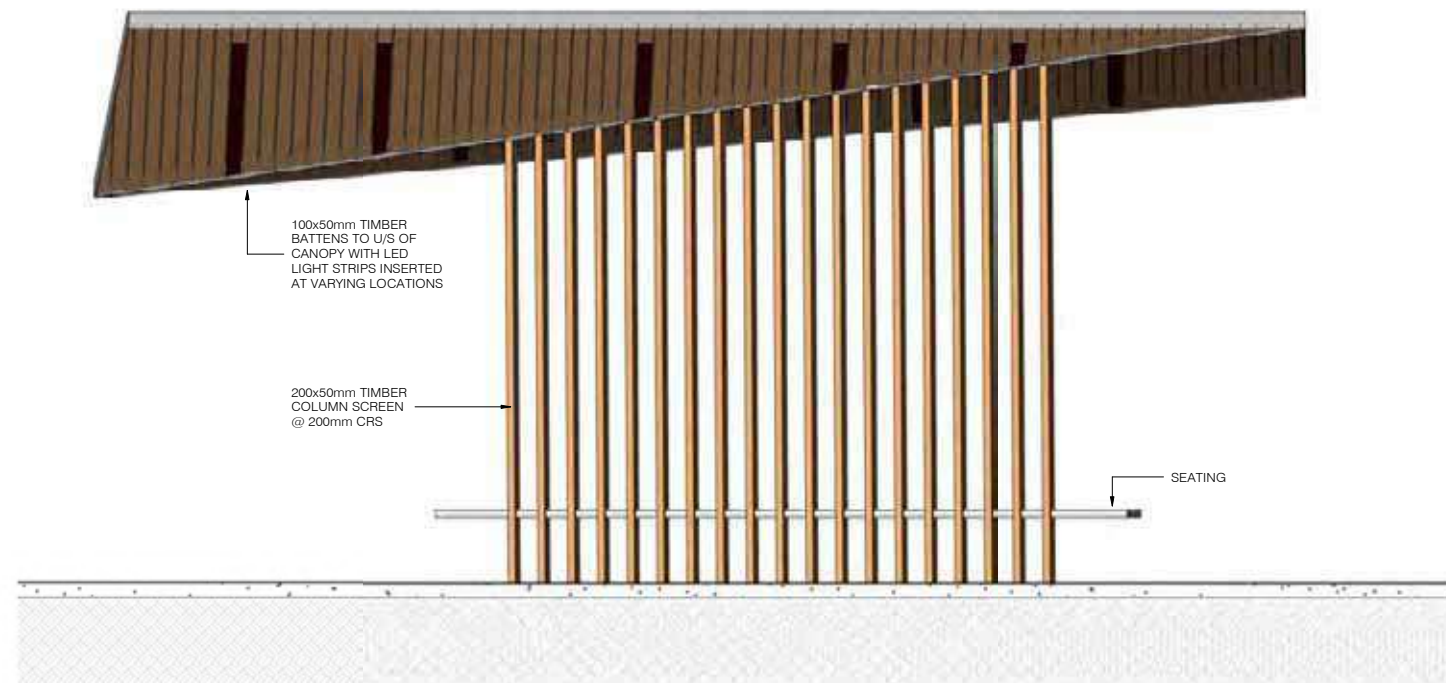 100x50mm TIMBER
BATTENS TO U/S OF
CANOPY WITH LED
LIGHT STRIPS INSERTED
AT VARYING LOCATIONS
200x50mm TIMBER
COLUMN SCREEN
@ 200mm CRS
SEATING